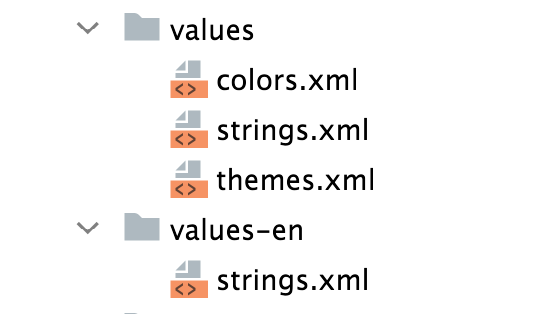 values
colors.xml
strings.xml
themes.xml
values-en
strings.xml